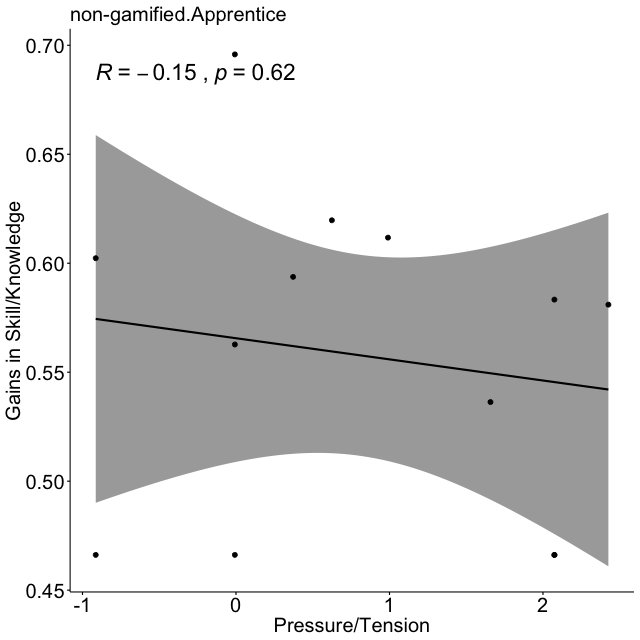 non-gamified.Apprentice
R = −0.15 , p = 0.62
Gains in Skill/Knowledge
0.70
0.65
0.60
0.55
0.50
0.45
-1 0 1 2
Pressure/Tension